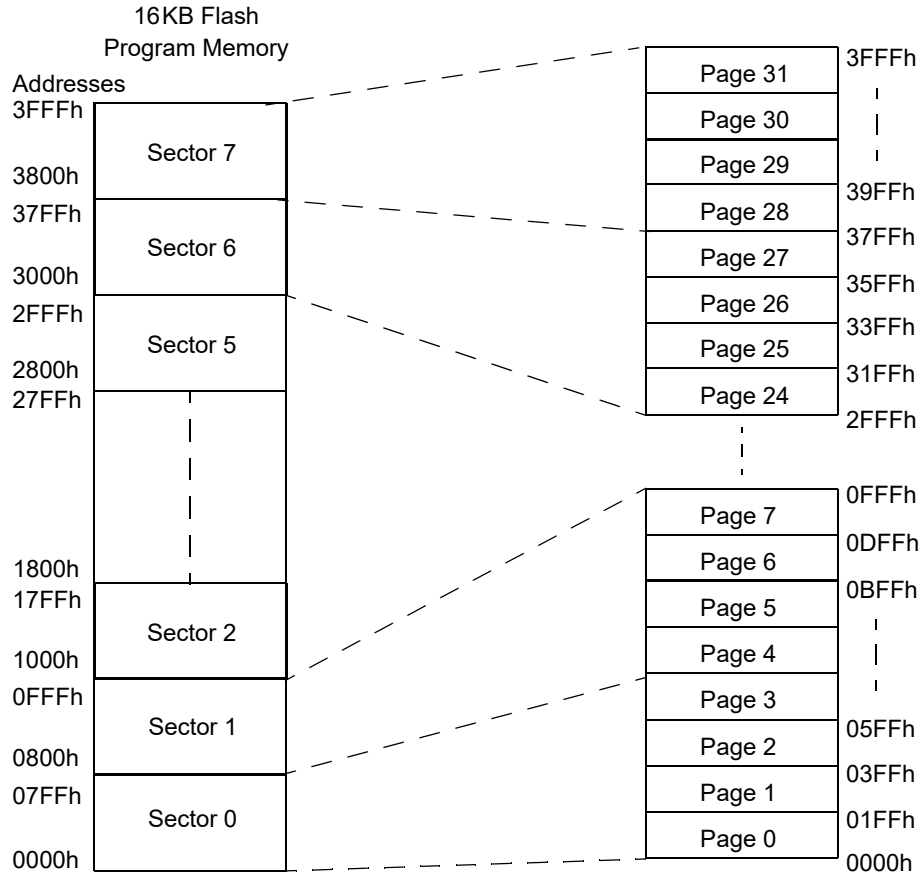 16KB Flash
Program Memory
Addresses
3FFFh
Sector 7
3800h
37FFh
Sector 6
3000h
2FFFh
Sector 5
2800h
27FFh
1800h
17FFh
Sector 2
1000h
0FFFh
Sector 1
0800h
07FFh
Sector 0
0000h
3FFFh
Page 31
Page 30
Page 29
39FFh
Page 28
37FFh
Page 27
35FFh
Page 26
33FFh
Page 25
31FFh
Page 24
2FFFh
0FFFh
Page 7
0DFFh
Page 6
0BFFh
Page 5
Page 4
Page 3
05FFh
Page 2
03FFh
Page 1
01FFh
Page 0
0000h